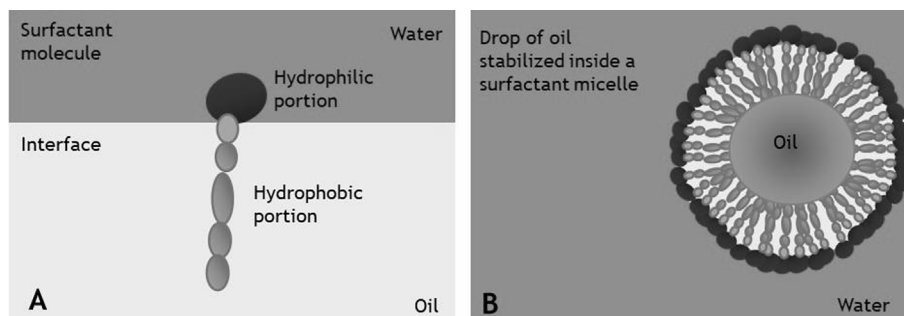 Surfactant
molecule
Water
Hydrophilic
portion
Interface
Hydrophobic
portion
A
Oil
Drop of oil
stabilized inside a
surfactant micelle
Oil
B
Water